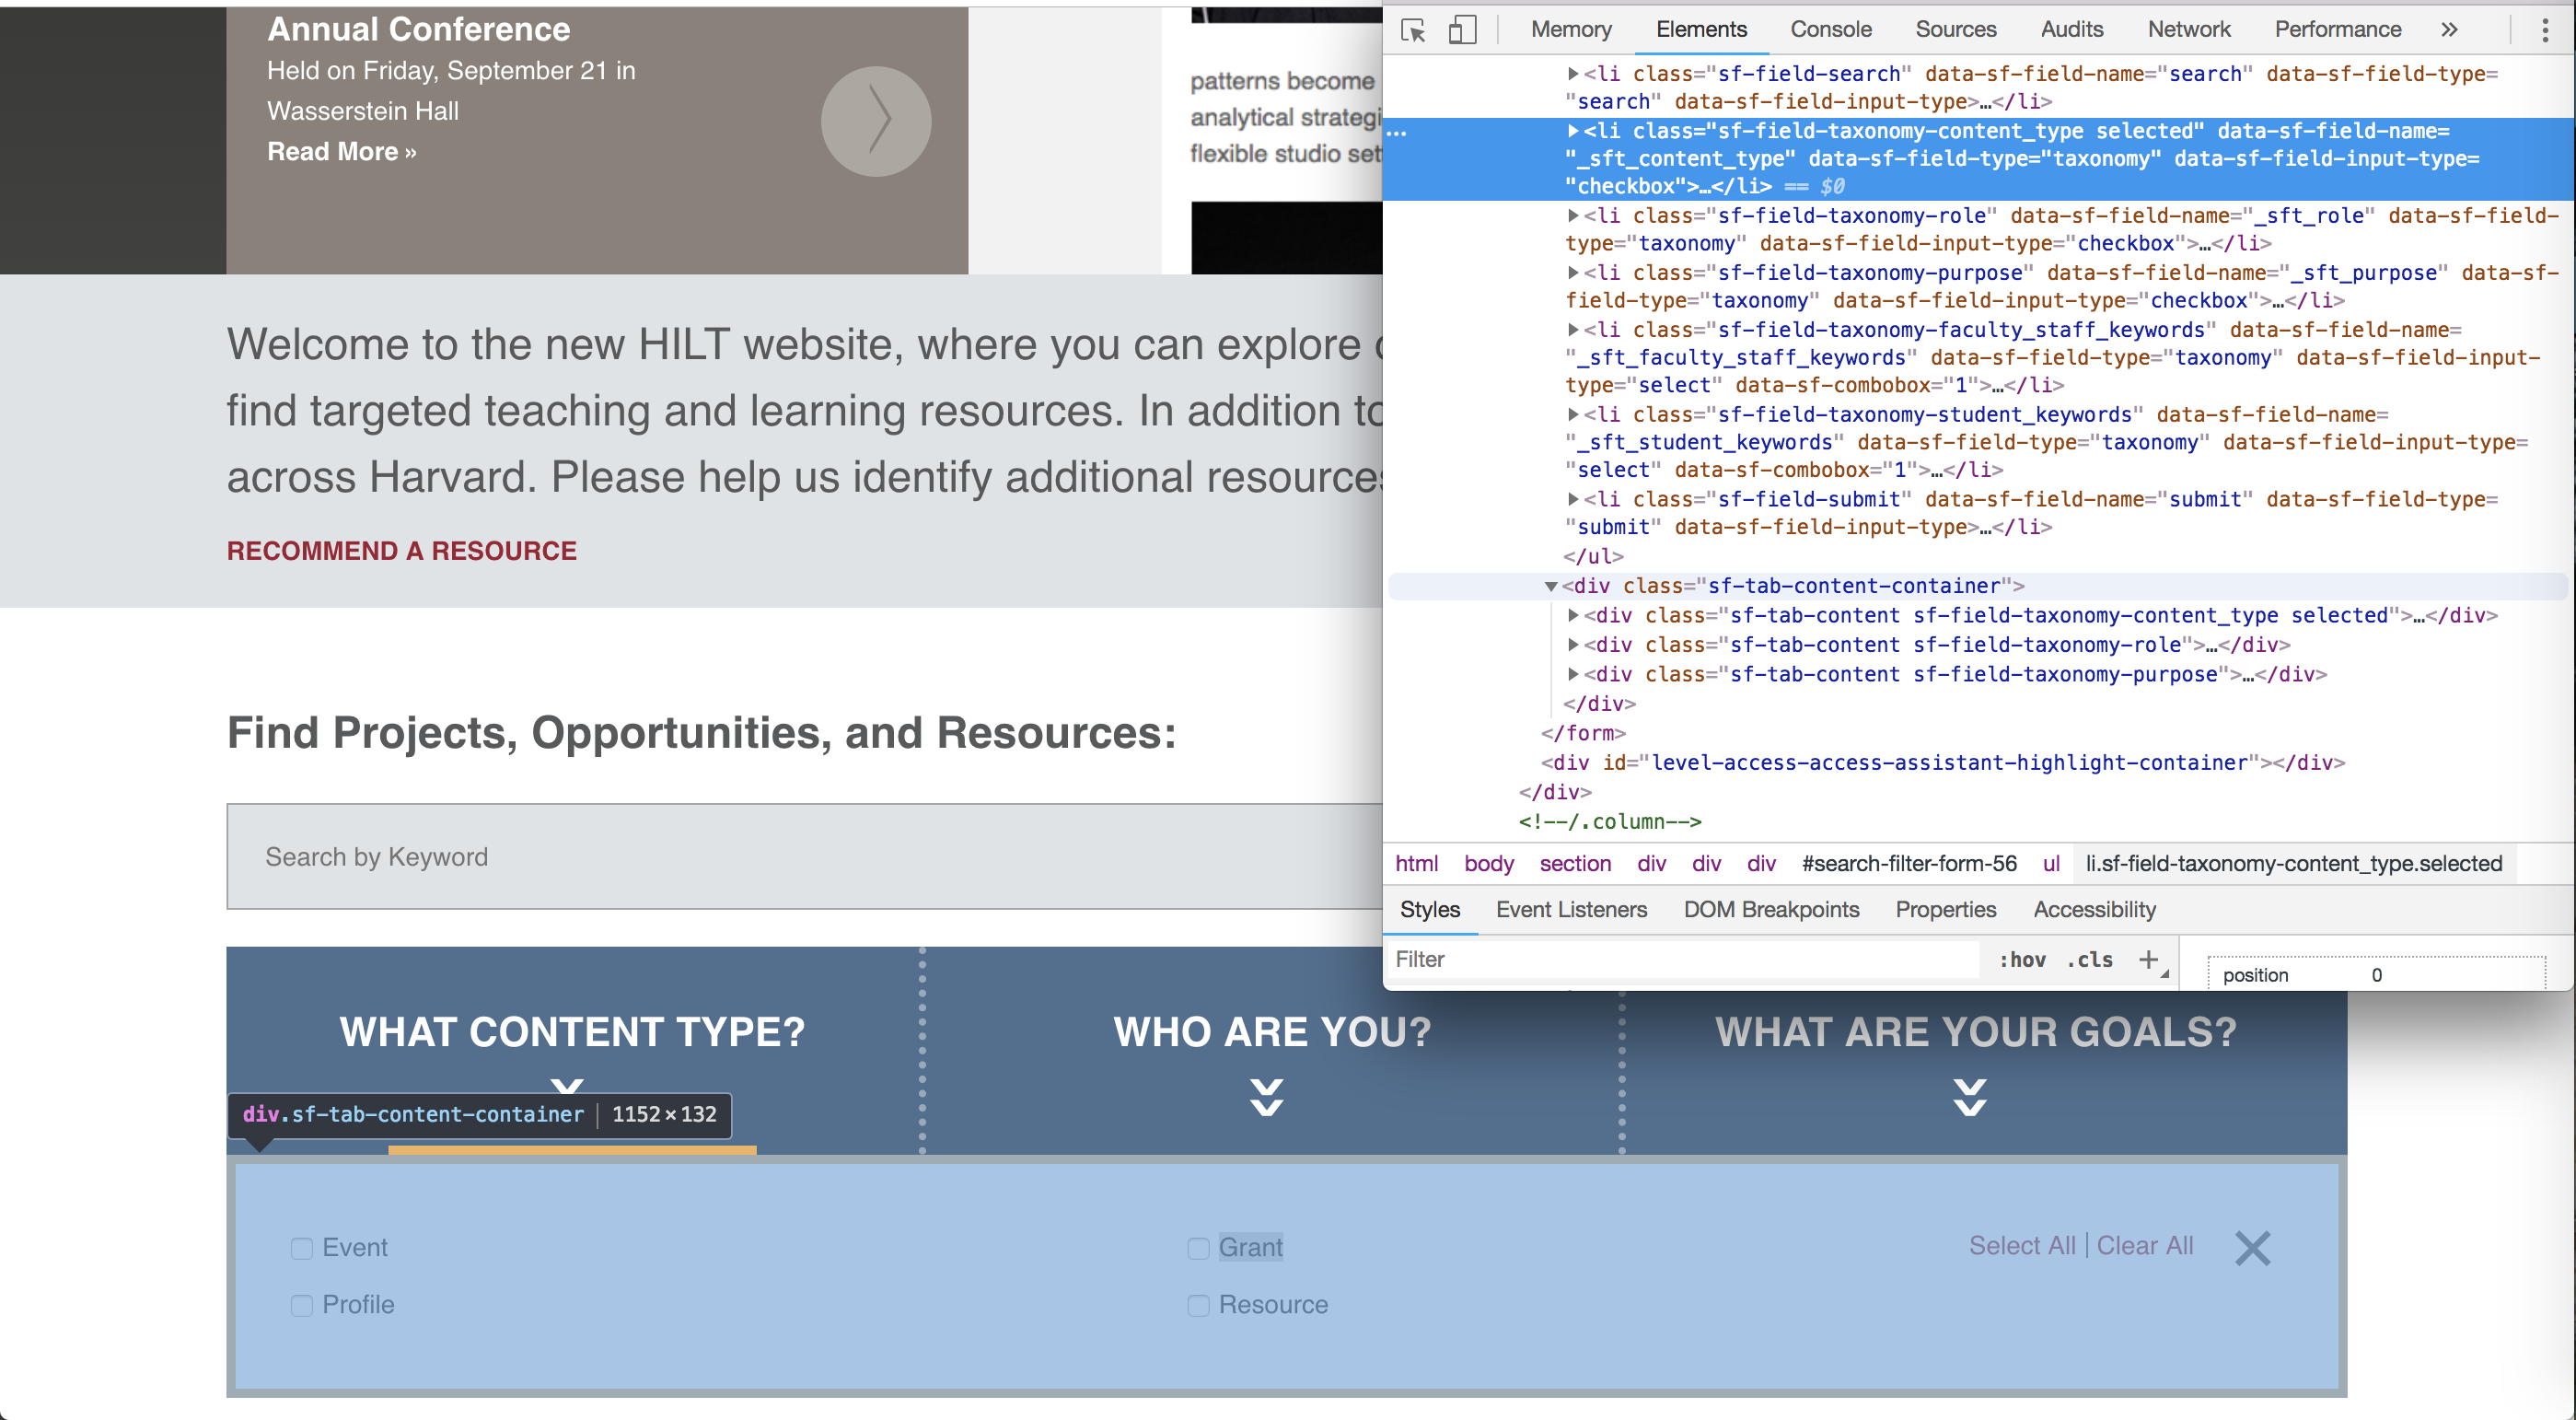 Annual Conference
Held on Friday, September 21 in
Wasserstein Hall
Read More »
patterns become
analytical strategi
flexible studio set
Welcome to the new HILT website, where you can explore
find targeted teaching and learning resources. In addition to
across Harvard. Please help us identify additional resources
RECOMMEND A RESOURCE
Find Projects, Opportunities, and Resources:
Search by Keyword
WHAT CONTENT TYPE?
WHO ARE YOU?
WHAT ARE YOUR GOALS?
div.sf-tab-content-container | 1152×132
Event
Grant
Select All | Clear All
Profile
Resource
Memory Elements Console Sources Audits Network Performance »
▶<li class="sf-field-search" data-sf-field-name="search" data-sf-field-type=
"search" data-sf-field-input-type>…</li>
… ▶<li class="sf-field-taxonomy-content_type selected" data-sf-field-name=
"_sft_content_type" data-sf-field-type="taxonomy" data-sf-field-input-type=
"checkbox">…</li> == $0
▶<li class="sf-field-taxonomy-role" data-sf-field-name="_sft_role" data-sf-field-
type="taxonomy" data-sf-field-input-type="checkbox">…</li>
▶<li class="sf-field-taxonomy-purpose" data-sf-field-name="_sft_purpose" data-sf-
field-type="taxonomy" data-sf-field-input-type="checkbox">…</li>
▶<li class="sf-field-taxonomy-faculty_staff_keywords" data-sf-field-name=
"_sft_faculty_staff_keywords" data-sf-field-type="taxonomy" data-sf-field-input-
type="select" data-sf-combobox="1">…</li>
▶<li class="sf-field-taxonomy-student_keywords" data-sf-field-name=
"_sft_student_keywords" data-sf-field-type="taxonomy" data-sf-field-input-type=
"select" data-sf-combobox="1">…</li>
▶<li class="sf-field-submit" data-sf-field-name="submit" data-sf-field-type=
"submit" data-sf-field-input-type>…</li>
</ul>
▼<div class="sf-tab-content-container">
▶<div class="sf-tab-content sf-field-taxonomy-content_type selected">…</div>
▶<div class="sf-tab-content sf-field-taxonomy-role">…</div>
▶<div class="sf-tab-content sf-field-taxonomy-purpose">…</div>
</div>
</form>
<div id="level-access-access-assistant-highlight-container"></div>
</div>
<!--/.column-->
html body section div div div #search-filter-form-56 ul li.sf-field-taxonomy-content_type.selected
Styles Event Listeners DOM Breakpoints Properties Accessibility
Filter :hov .cls +
position 0